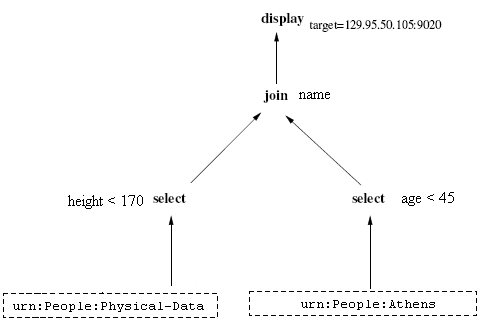 display target=129.95.50.105:9020
join name
height < 170 select
select age < 45
urn:People:Physical-Data
urn:People:Athens